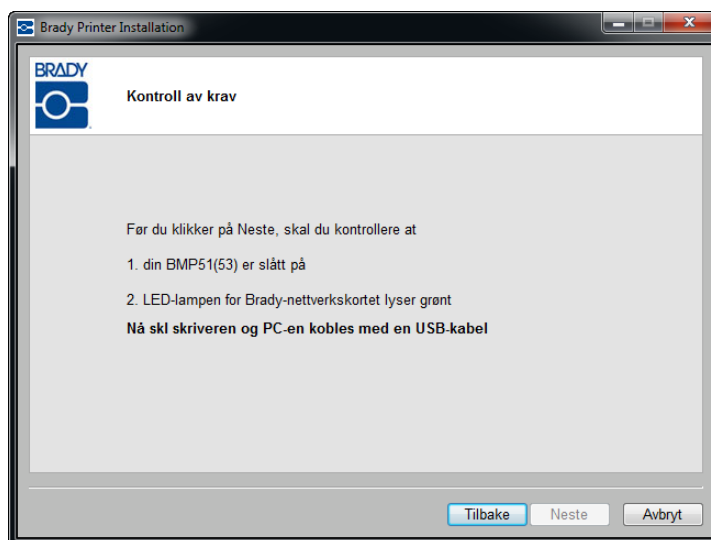 Brady Printer Installation
BRADY
Kontroll av krav
Før du klikker på Neste, skal du kontrollere at
1. din BMP51(53) er slått på
2. LED-lampen for Brady-nettverkskortet lyser grønt
Nå skl skriveren og PC-en kobles med en USB-kabel
Tilbake Neste Avbryt